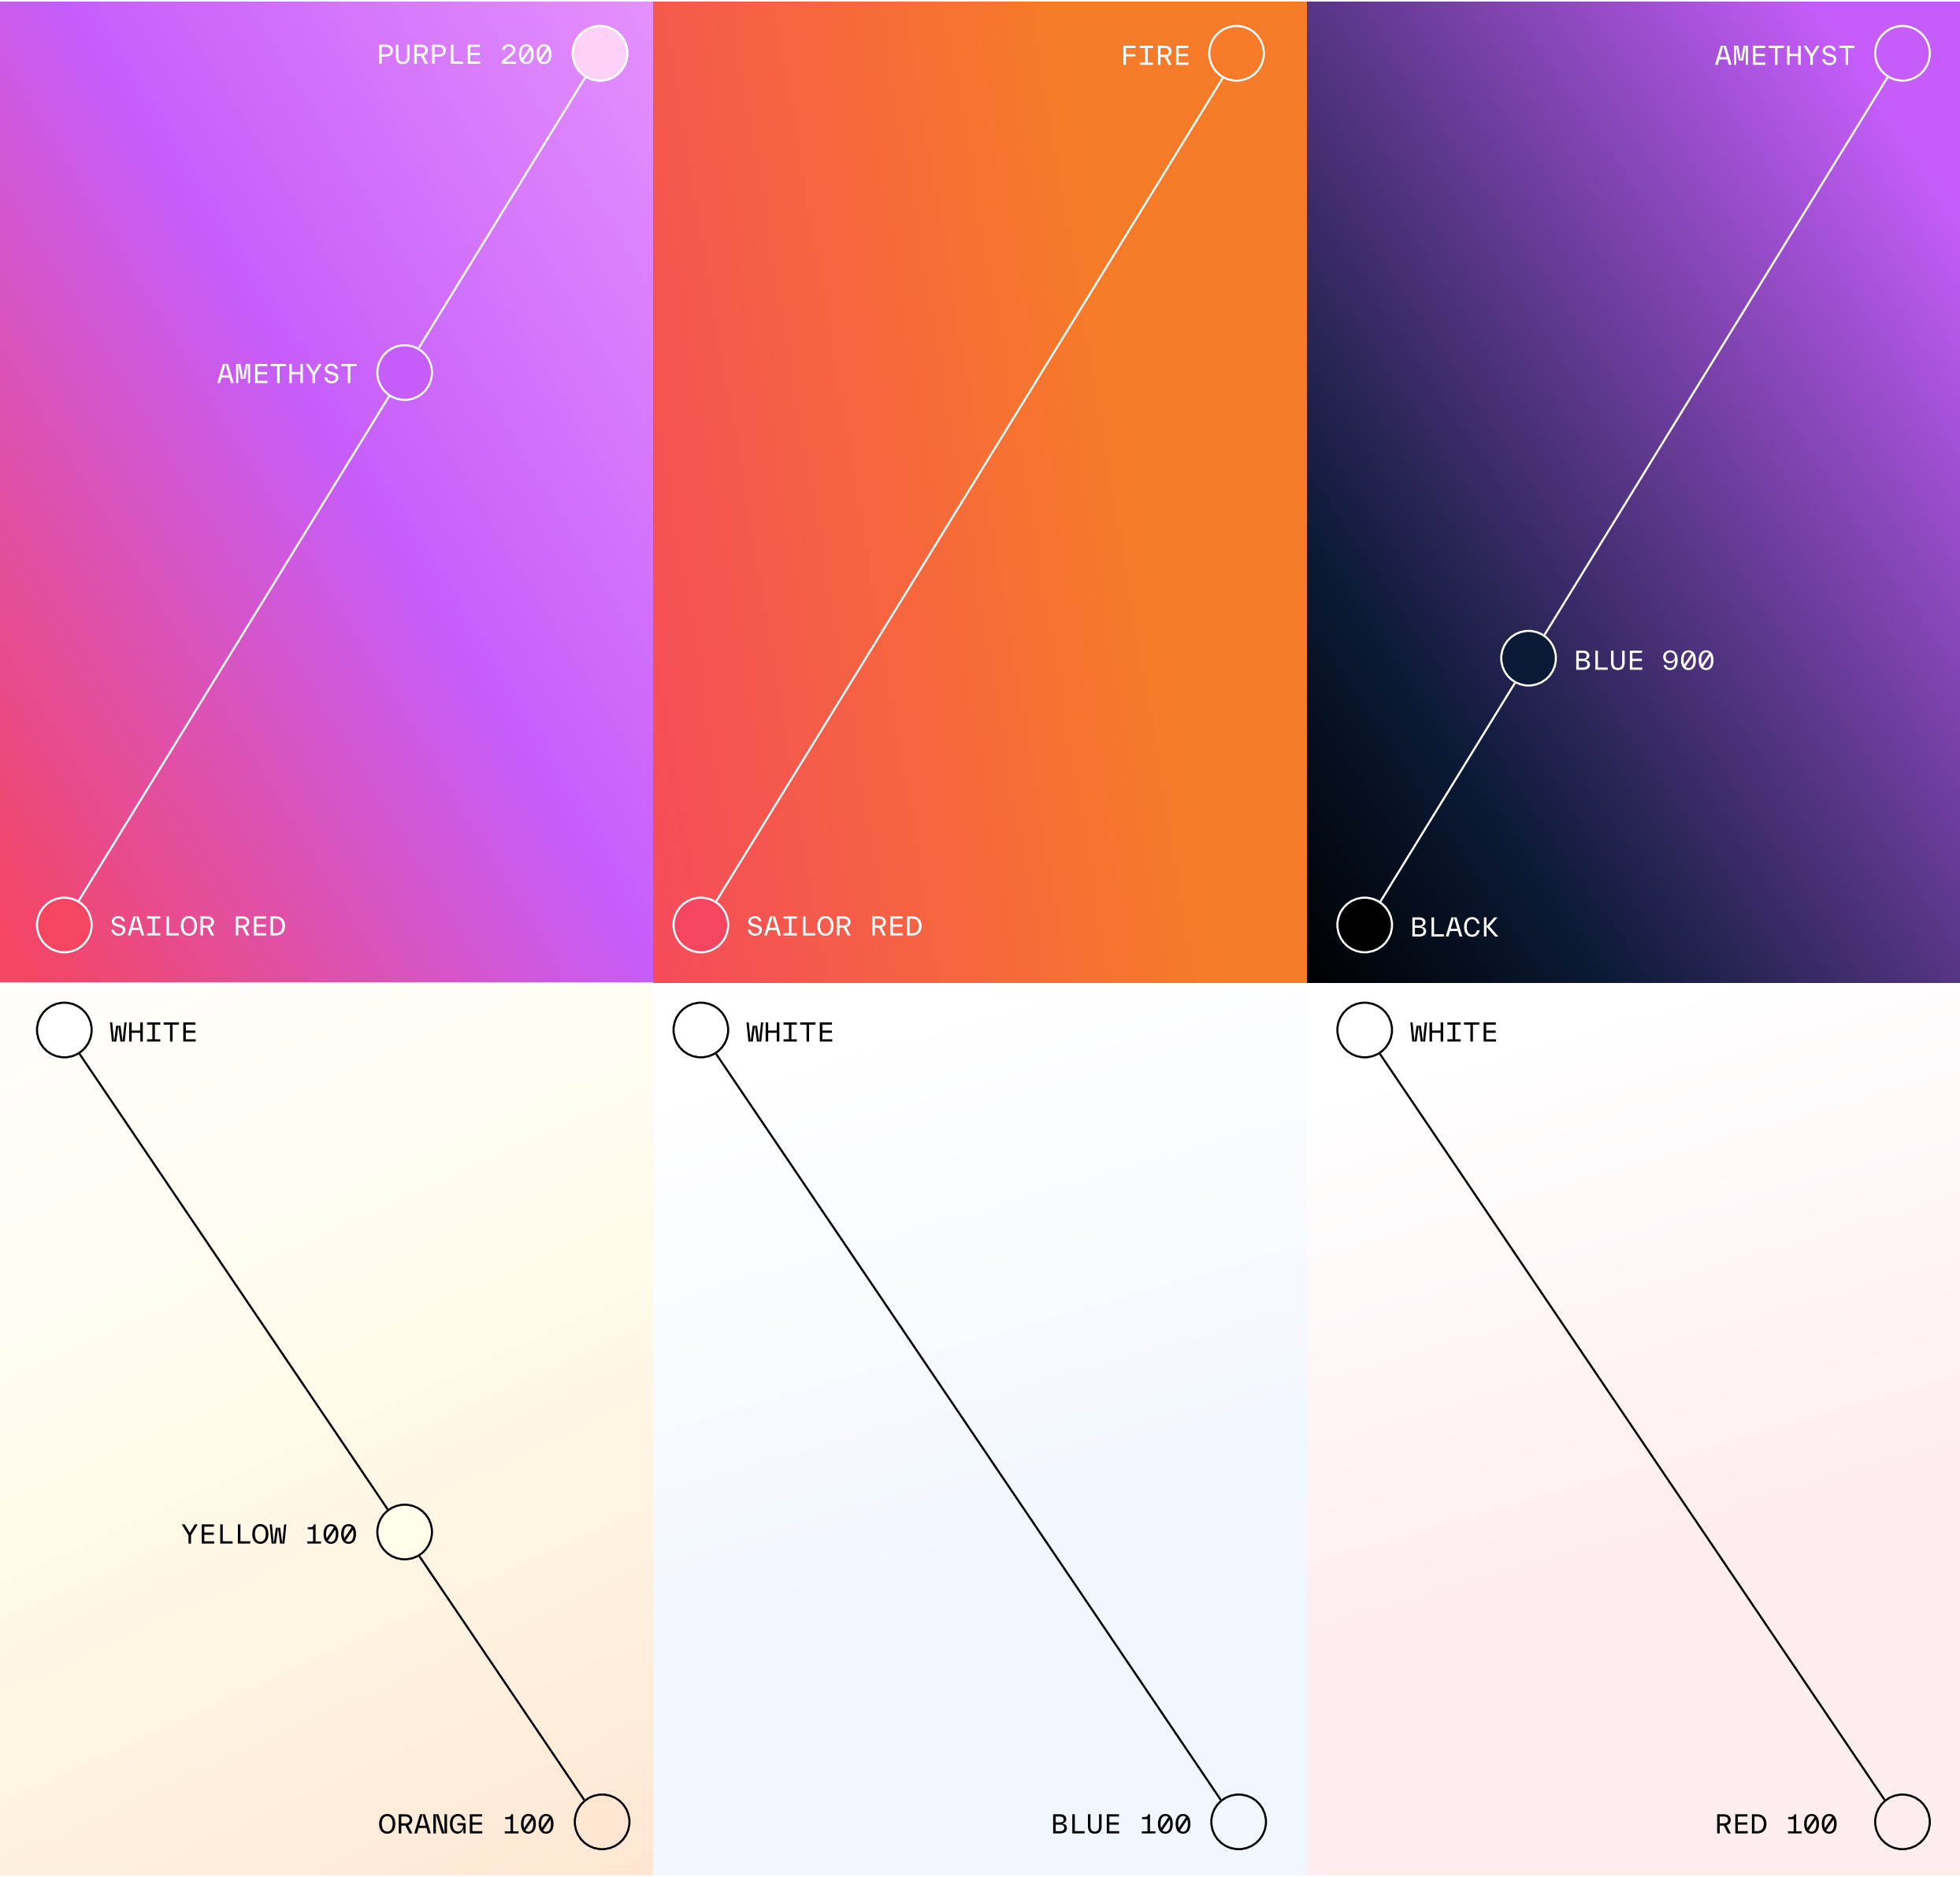 PURPLE 200
AMETHYST
SAILOR RED
FIRE
SAILOR RED
AMETHYST
BLUE 900
BLACK
WHITE
YELLOW 100
ORANGE 100
WHITE
BLUE 100
WHITE
RED 100